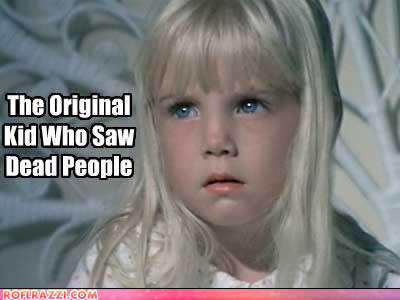 The Original
Kid Who Saw
Dead People
ROFLRAZZI.COM